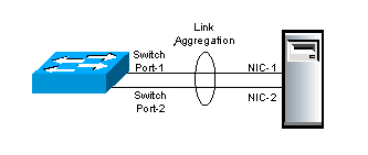 Link
Aggregation
Switch
Port-1
NIC-1
Switch
Port-2
NIC-2